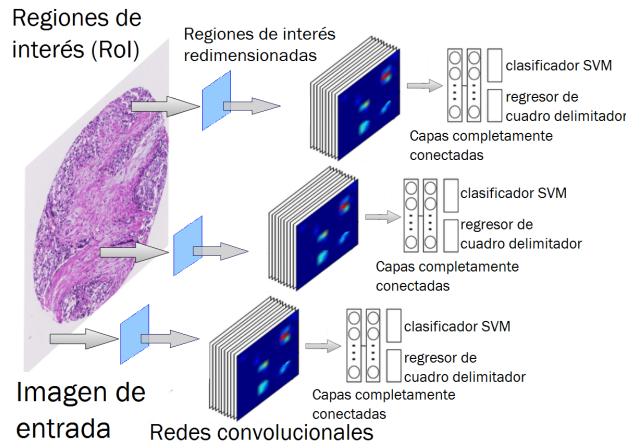 Regiones de
interés (RoI)
Regiones de interés
redimensionadas
clasificador SVM
regresor de
cuadro delimitador
Capas completamente
conectadas
clasificador SVM
regresor de
cuadro delimitador
Capas completamente
conectadas
clasificador SVM
regresor de
cuadro delimitador
Capas completamente
conectadas
Imagen de
entrada
Redes convolucionales